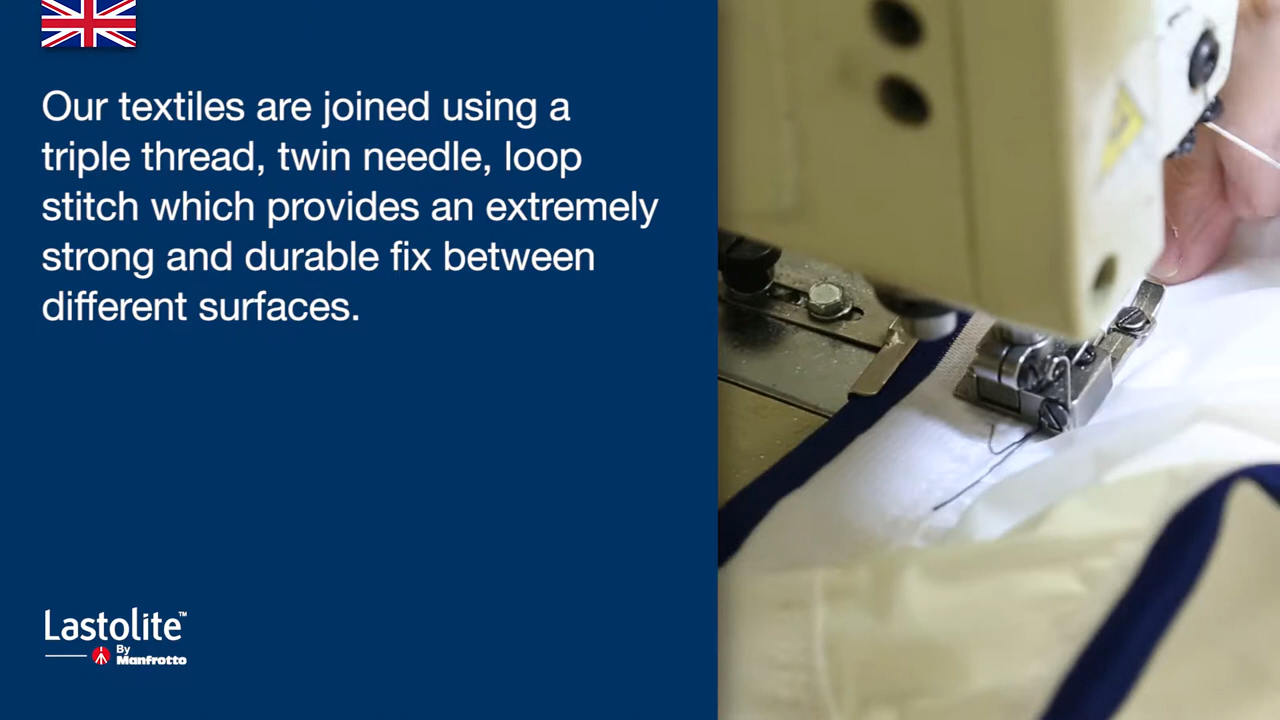 Our textiles are joined using a
triple thread, twin needle, loop
stitch which provides an extremely
strong and durable fix between
different surfaces.
Lastolite™
By
Manfrotto